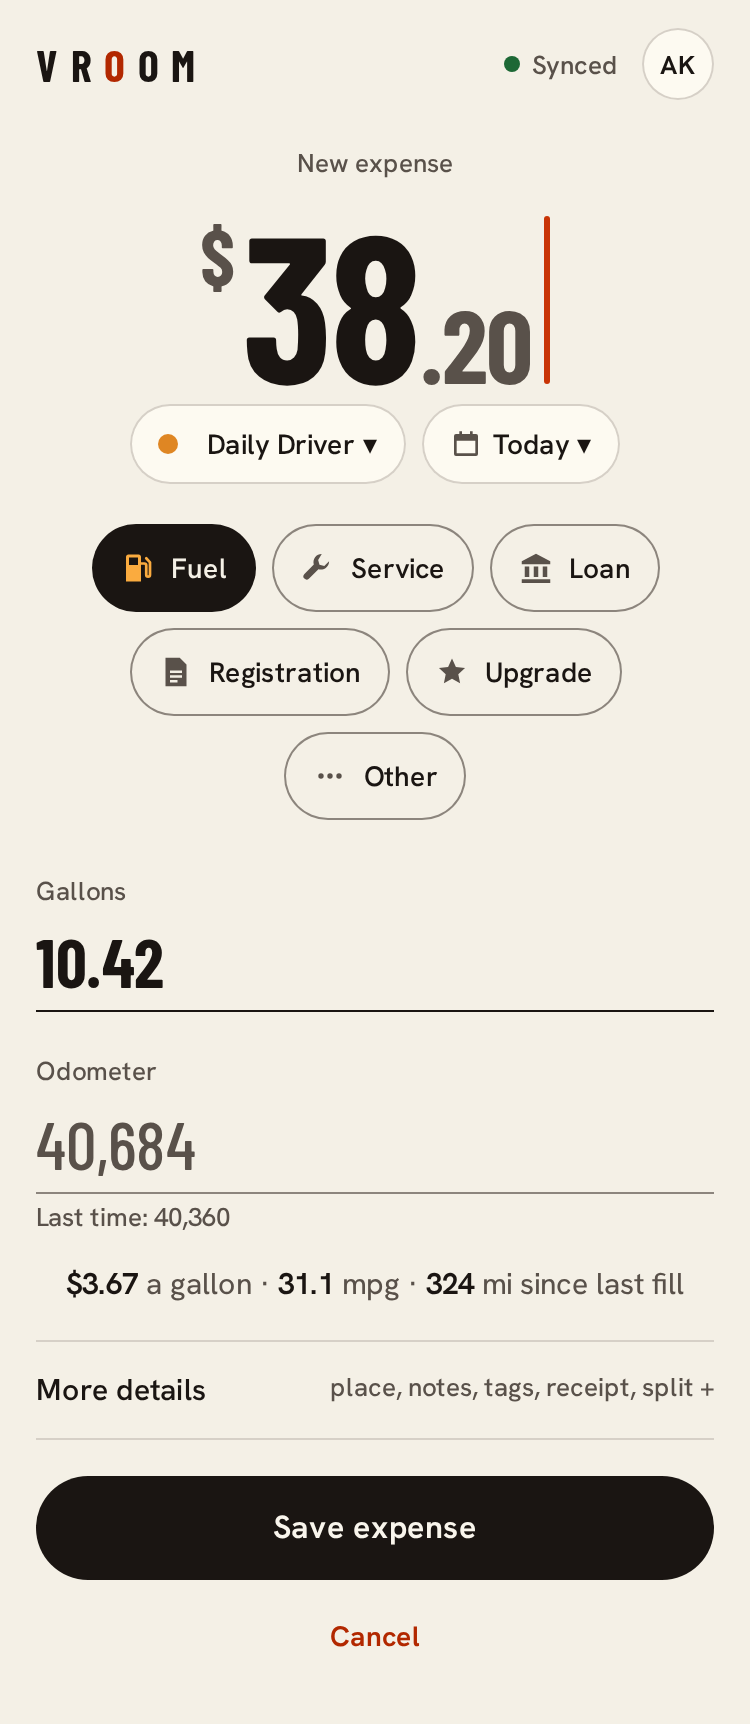 VROOM
Synced
AK
New expense
$38.20
Daily Driver ▾
Today ▾
Fuel
Service
Loan
Registration
Upgrade
Other
Gallons
10.42
Odometer
40,684
Last time: 40,360
$3.67 a gallon · 31.1 mpg · 324 mi since last fill
More details
place, notes, tags, receipt, split +
Save expense
Cancel